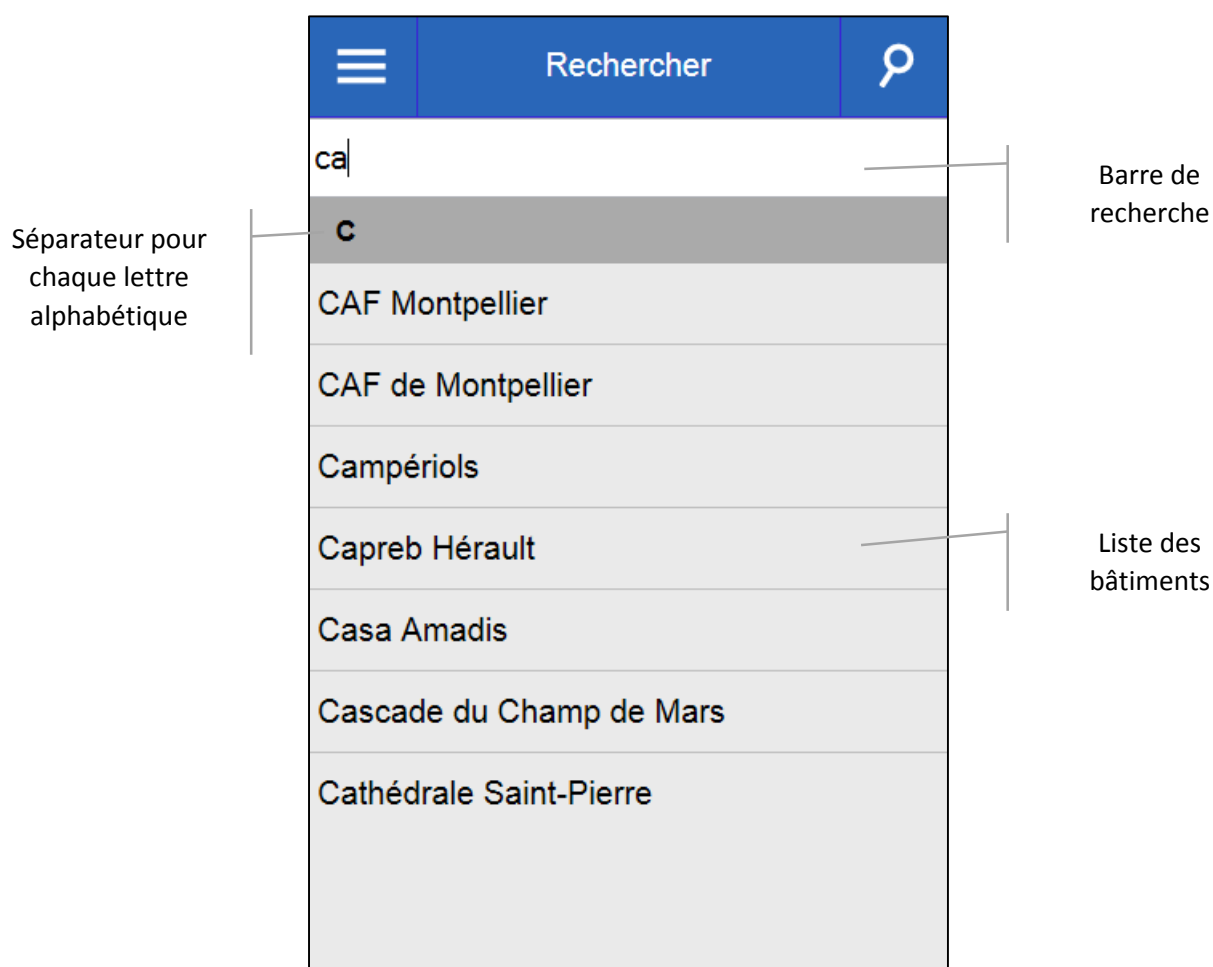 Rechercher
ca
Barre de
recherche
Séparateur pour
chaque lettre
alphabétique
C
CAF Montpellier
CAF de Montpellier
Campériols
Capreb Hérault
Liste des
bâtiments
Casa Amadis
Cascade du Champ de Mars
Cathédrale Saint-Pierre